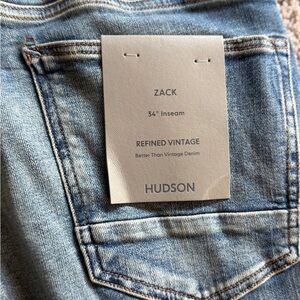 ZACK
34" Inseam
REFINED VINTAGE
Better Than Vintage Denim
HUDSON